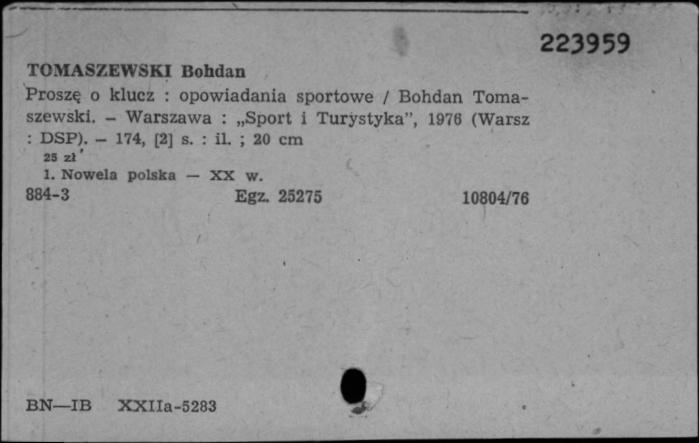 223959
TOMASZEWSKI Bohdan
Proszę o klucz : opowiadania sportowe / Bohdan Toma-
szewski. – Warszawa : „Sport i Turystyka”, 1976 (Warsz
: DSP). – 174, [2] s. : il. ; 20 cm
25 zł
1. Nowela polska — XX w.
884-3 Egz. 25275 10804/76
BN—IB XXIIa-5283